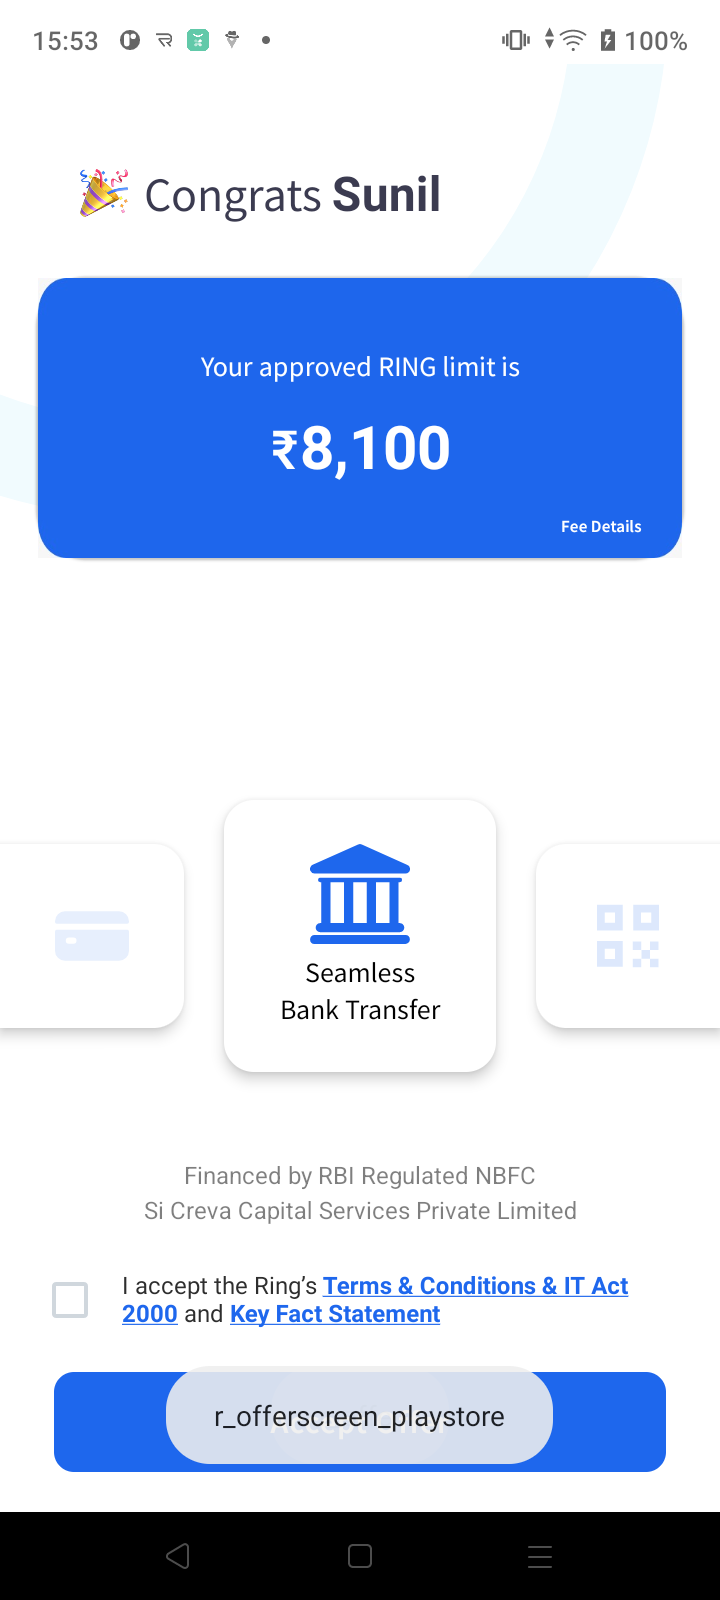 15:53
100%
Congrats Sunil
Your approved RING limit is
₹8,100
Fee Details
Seamless
Bank Transfer
Financed by RBI Regulated NBFC
Si Creva Capital Services Private Limited
I accept the Ring’s Terms & Conditions & IT Act
2000 and Key Fact Statement
r_offerscreen_playstore